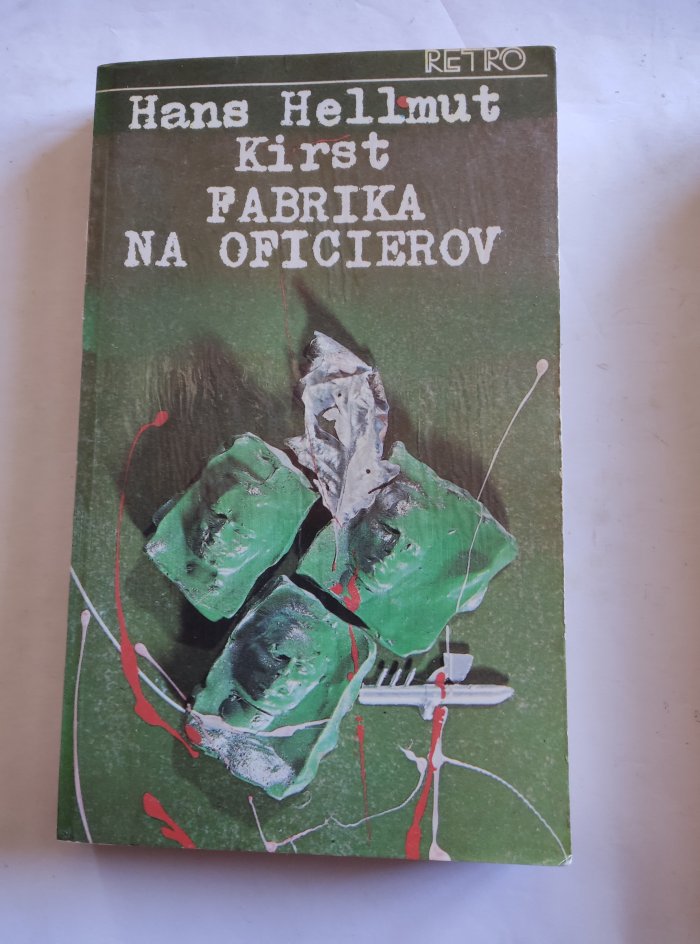 RETRO
Hans Hellmut
Kirst
FABRIKA
NA OFICIEROV